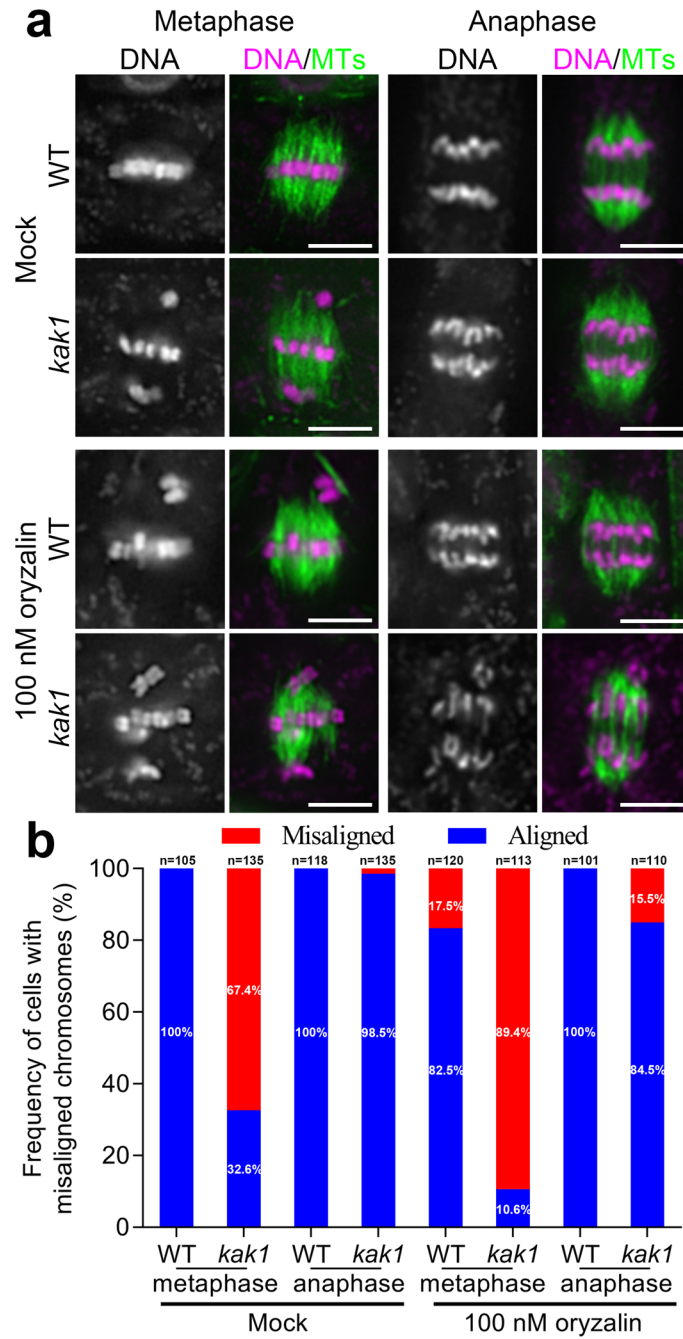 a
Metaphase
Anaphase
DNA
DNA/MTs
DNA
DNA/MTs
Mock
WT
kak1
100 nM oryzalin
WT
kak1
b
Misaligned
Aligned
Frequency of cells with
misaligned chromosomes (%)
100
80
60
40
20
0
n=105 n=135 n=118 n=135 n=120 n=113 n=101 n=110
17.5% 15.5%
67.4%
100% 100% 98.5% 89.4% 100%
82.5% 84.5%
32.6%
10.6%
WT kak1 WT kak1 WT kak1 WT kak1
metaphase anaphase metaphase anaphase
Mock 100 nM oryzalin